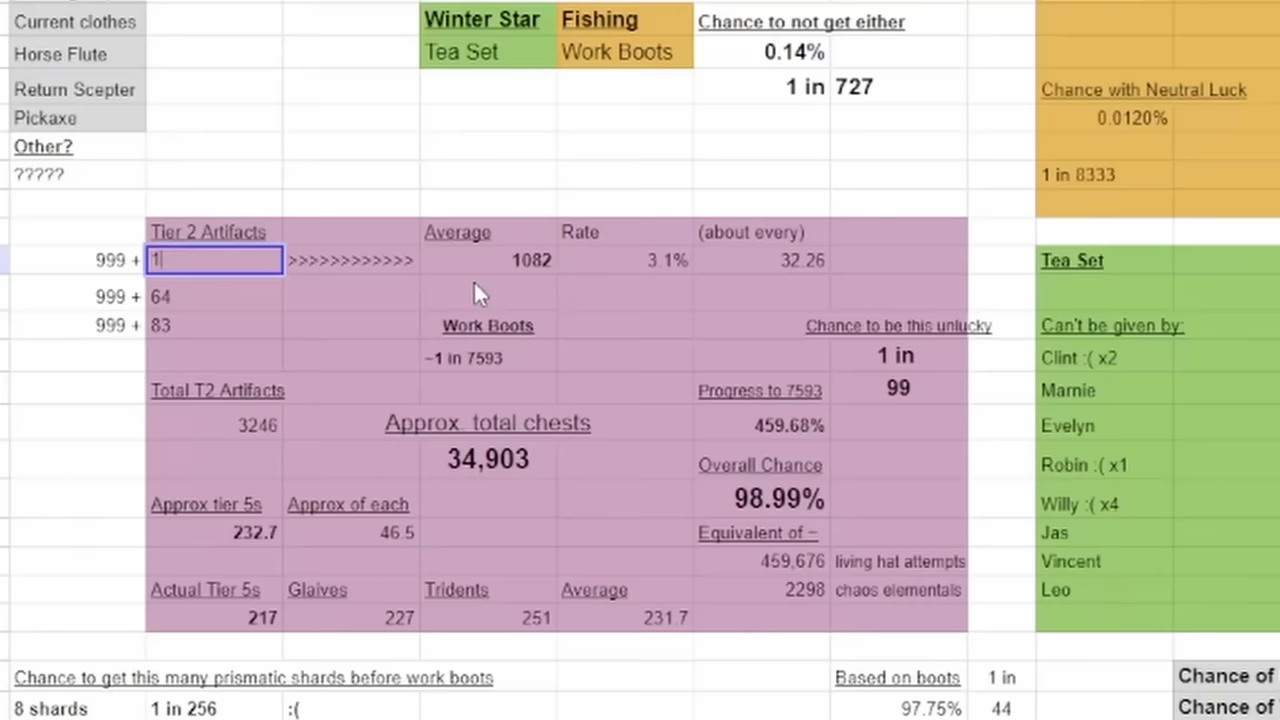 Current clothes Winter Star Fishing Chance to not get either
Horse Flute Tea Set Work Boots 0.14%
Return Scepter 1 in 727 Chance with Neutral Luck
Pickaxe 0.0120%
Other?
????? 1 in 8333
Tier 2 Artifacts Average Rate (about every)
999 + 1 >>>>>>>>>>>> 1082 3.1% 32.26 Tea Set
999 + 64
999 + 83 Work Boots Chance to be this unlucky Can't be given by:
~1 in 7593 1 in Clint :( x2
Total T2 Artifacts Progress to 7593 99 Marnie
3246 Approx. total chests 459.68% Evelyn
34,903 Overall Chance Robin :( x1
Approx tier 5s Approx of each 98.99% Willy :( x4
232.7 46.5 Equivalent of ~ Jas
459,676 living hat attempts Vincent
Actual Tier 5s Glaives Tridents Average 2298 chaos elementals Leo
217 227 251 231.7
Chance to get this many prismatic shards before work boots Based on boots 1 in Chance of
8 shards 1 in 256 :( 97.75% 44 Chance of